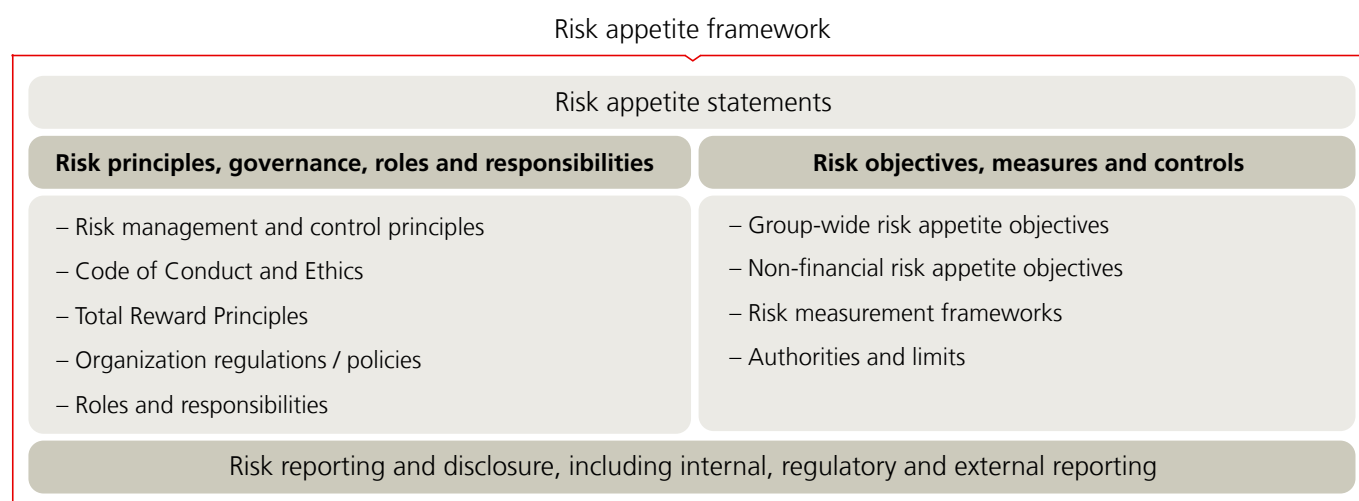 Risk appetite framework
Risk appetite statements
Risk principles, governance, roles and responsibilities
– Risk management and control principles
– Code of Conduct and Ethics
– Total Reward Principles
– Organization regulations / policies
– Roles and responsibilities
Risk objectives, measures and controls
– Group-wide risk appetite objectives
– Non-financial risk appetite objectives
– Risk measurement frameworks
– Authorities and limits
Risk reporting and disclosure, including internal, regulatory and external reporting